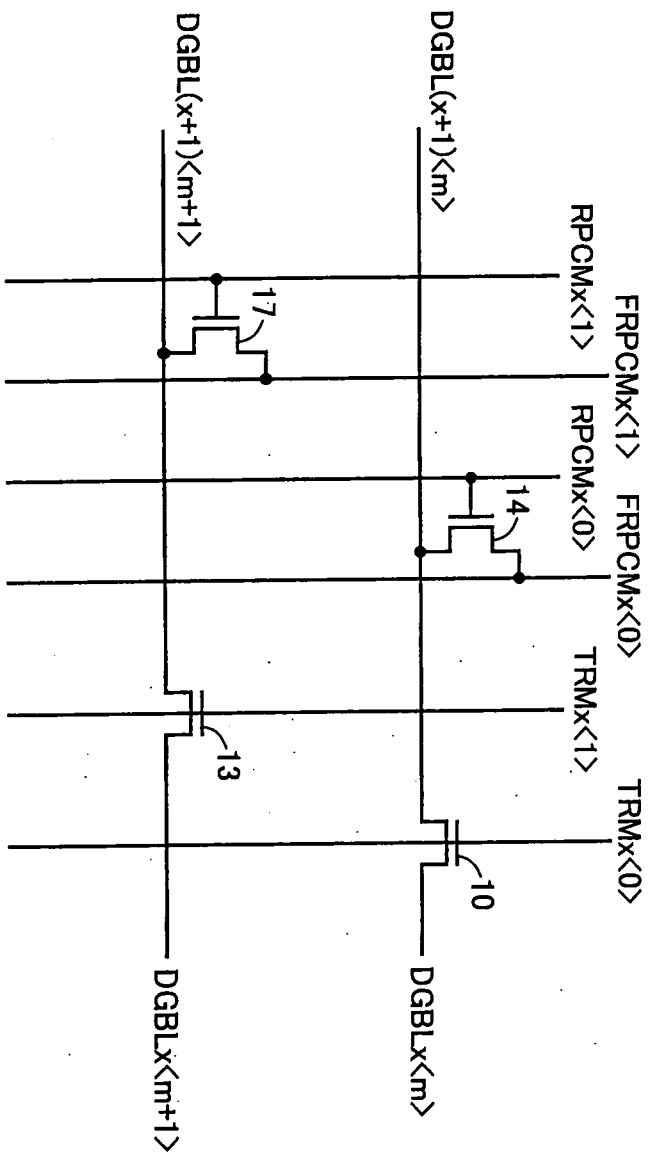 DGBL(x+1)<m+1>
DGBL(x+1)<m>
RPCMx<1>
FRPCMx<1>
RPCMx<0>
FRPCMx<0>
TRMx<1>
TRMx<0>
17
14
13
10
DGBLx<m+1>
DGBLx<m>